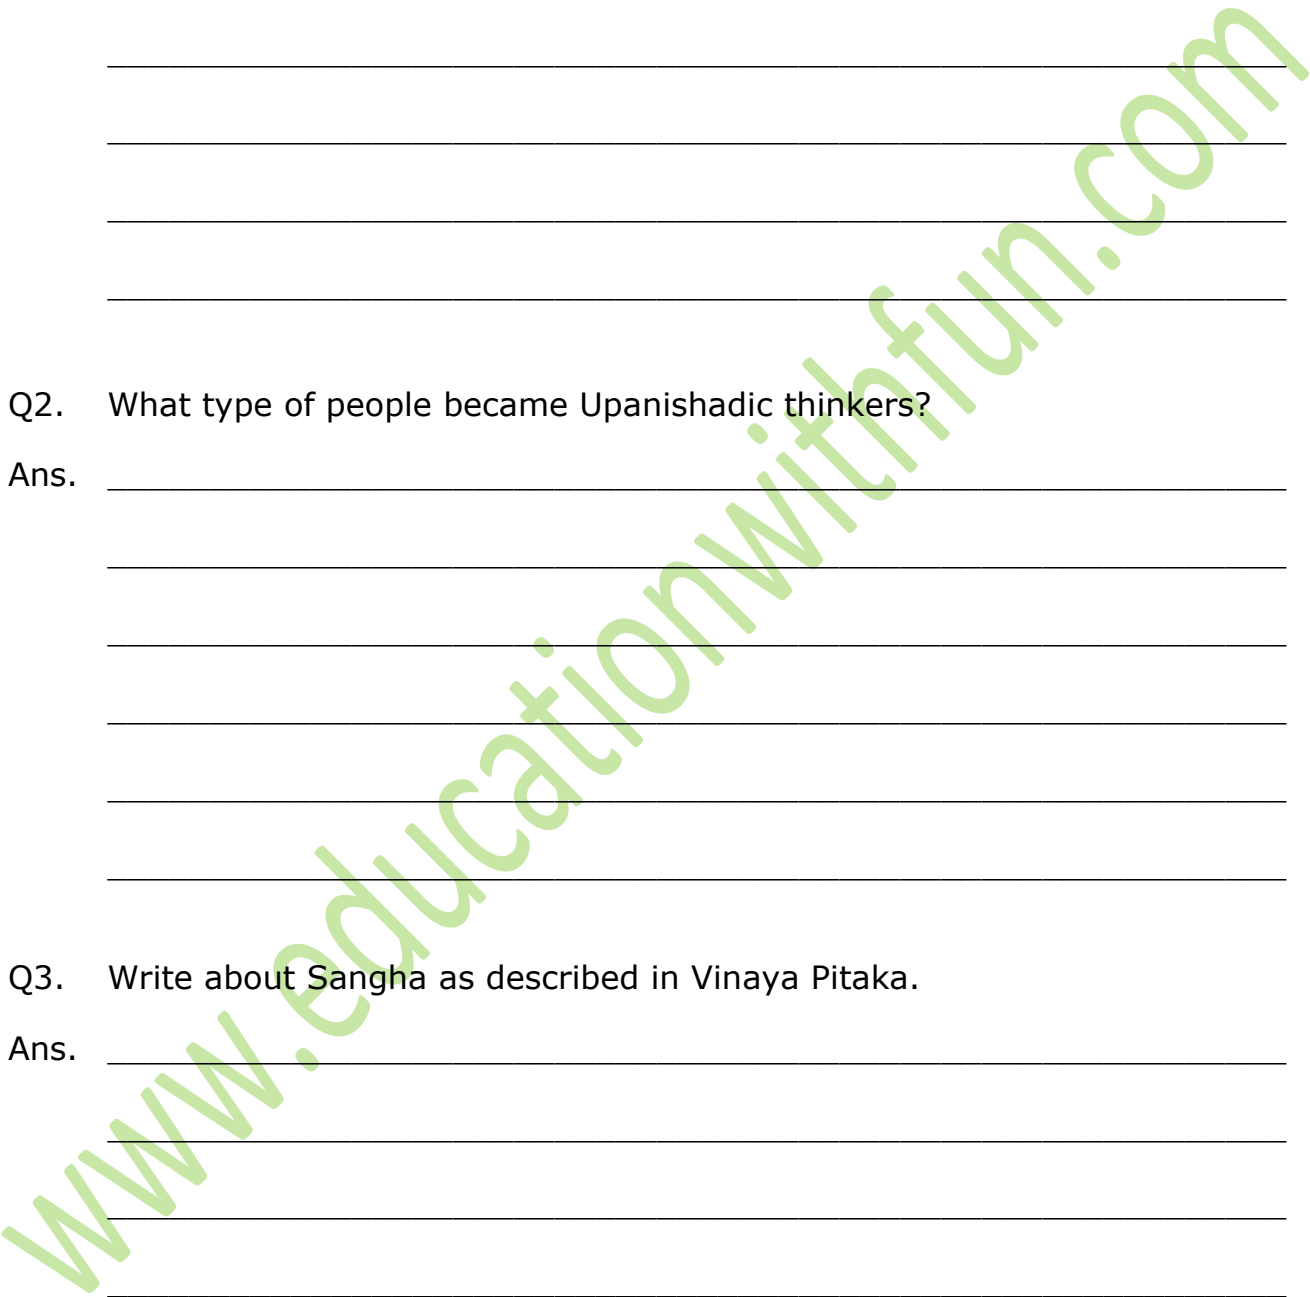 Q2. What type of people became Upanishadic thinkers?
Ans.
Q3. Write about Sangha as described in Vinaya Pitaka.
Ans.
www.educationwithfun.com